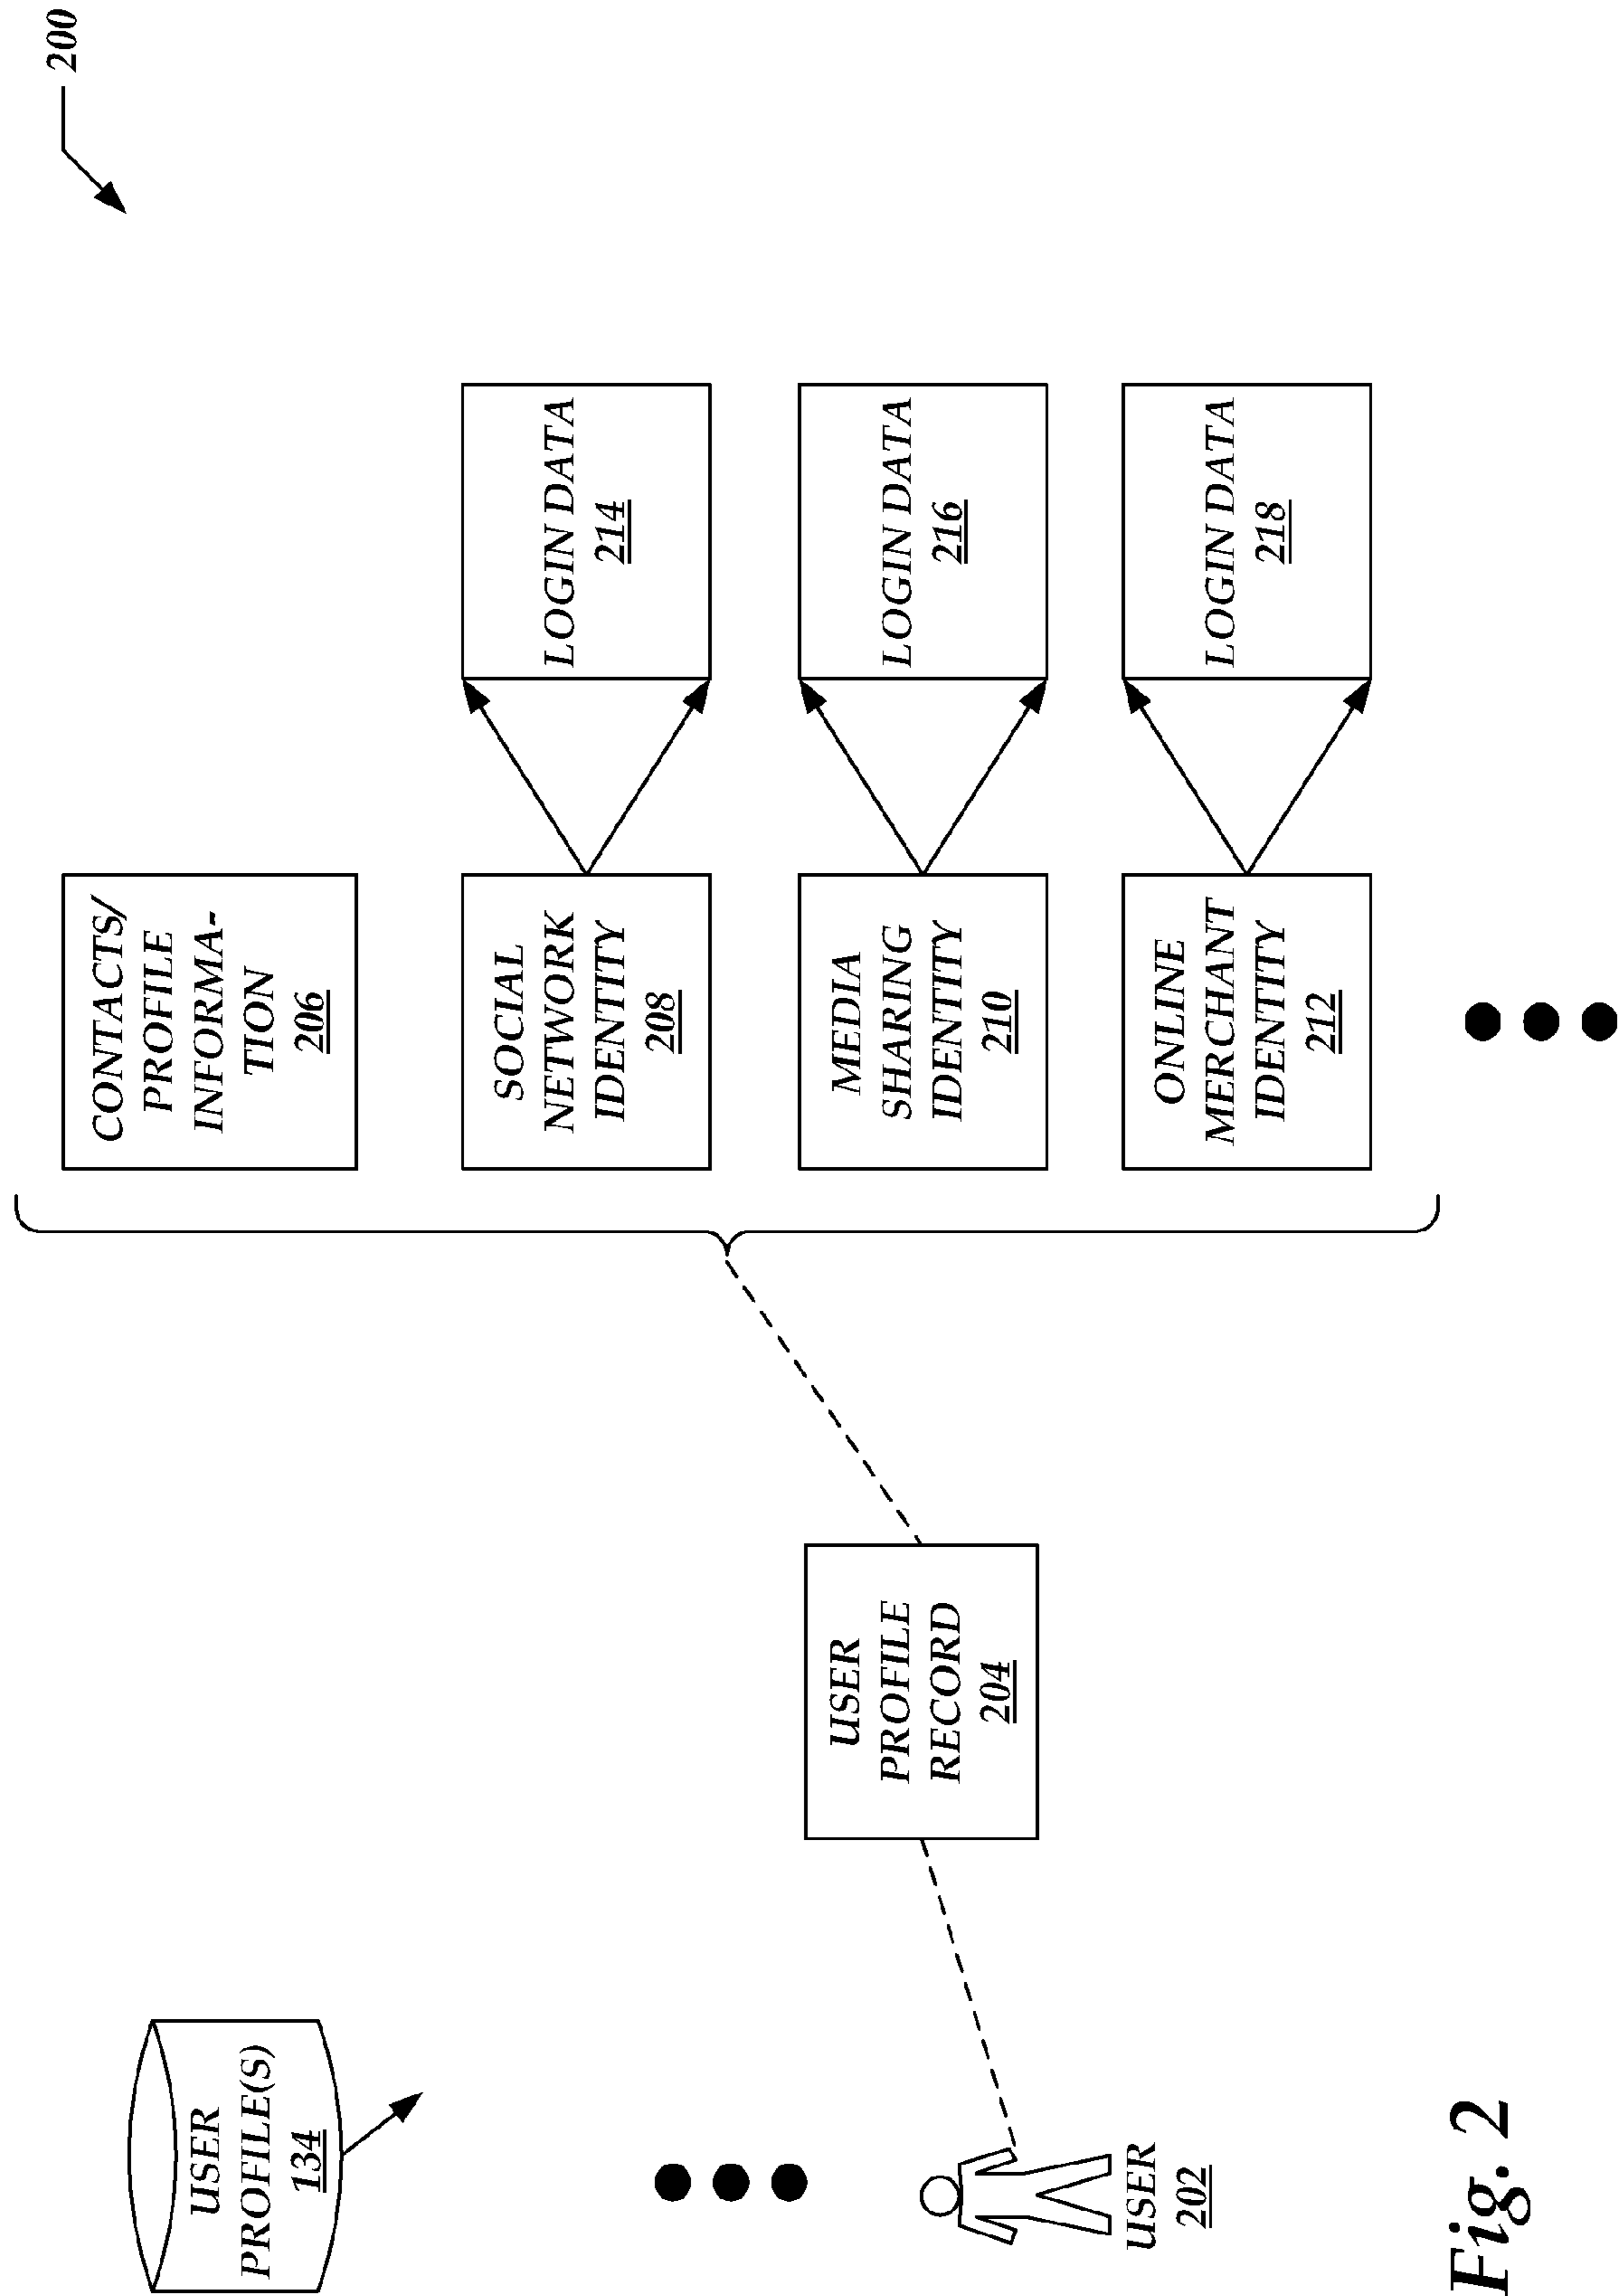 200
USER
PROFILE(S)
134
CONTACTS/
PROFILE
INFORMA-
TION
206
SOCIAL
NETWORK
IDENTITY
208
LOGIN DATA
214
USER
PROFILE
RECORD
204
MEDIA
SHARING
IDENTITY
210
LOGIN DATA
216
USER
202
ONLINE
MERCHANT
IDENTITY
212
LOGIN DATA
218
Fig. 2